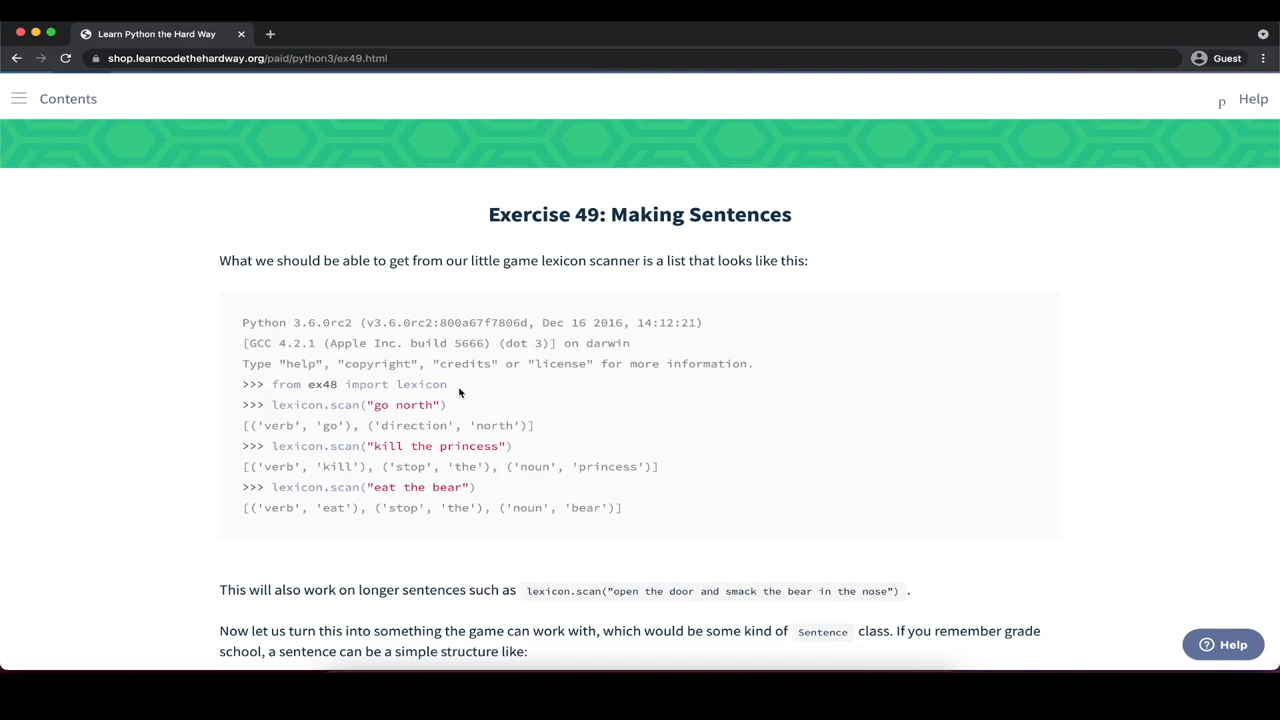 Learn Python the Hard Way
shop.learncodethehardway.org/paid/python3/ex49.html
Guest
Contents
p
Help
Exercise 49: Making Sentences
What we should be able to get from our little game lexicon scanner is a list that looks like this:
Python 3.6.0rc2 (v3.6.0rc2:800a67f7806d, Dec 16 2016, 14:12:21)
[GCC 4.2.1 (Apple Inc. build 5666) (dot 3)] on darwin
Type "help", "copyright", "credits" or "license" for more information.
>>> from ex48 import lexicon
>>> lexicon.scan("go north")
[('verb', 'go'), ('direction', 'north')]
>>> lexicon.scan("kill the princess")
[('verb', 'kill'), ('stop', 'the'), ('noun', 'princess')]
>>> lexicon.scan("eat the bear")
[('verb', 'eat'), ('stop', 'the'), ('noun', 'bear')]
This will also work on longer sentences such as lexicon.scan("open the door and smack the bear in the nose") .
Now let us turn this into something the game can work with, which would be some kind of Sentence class. If you remember grade
school, a sentence can be a simple structure like:
Help